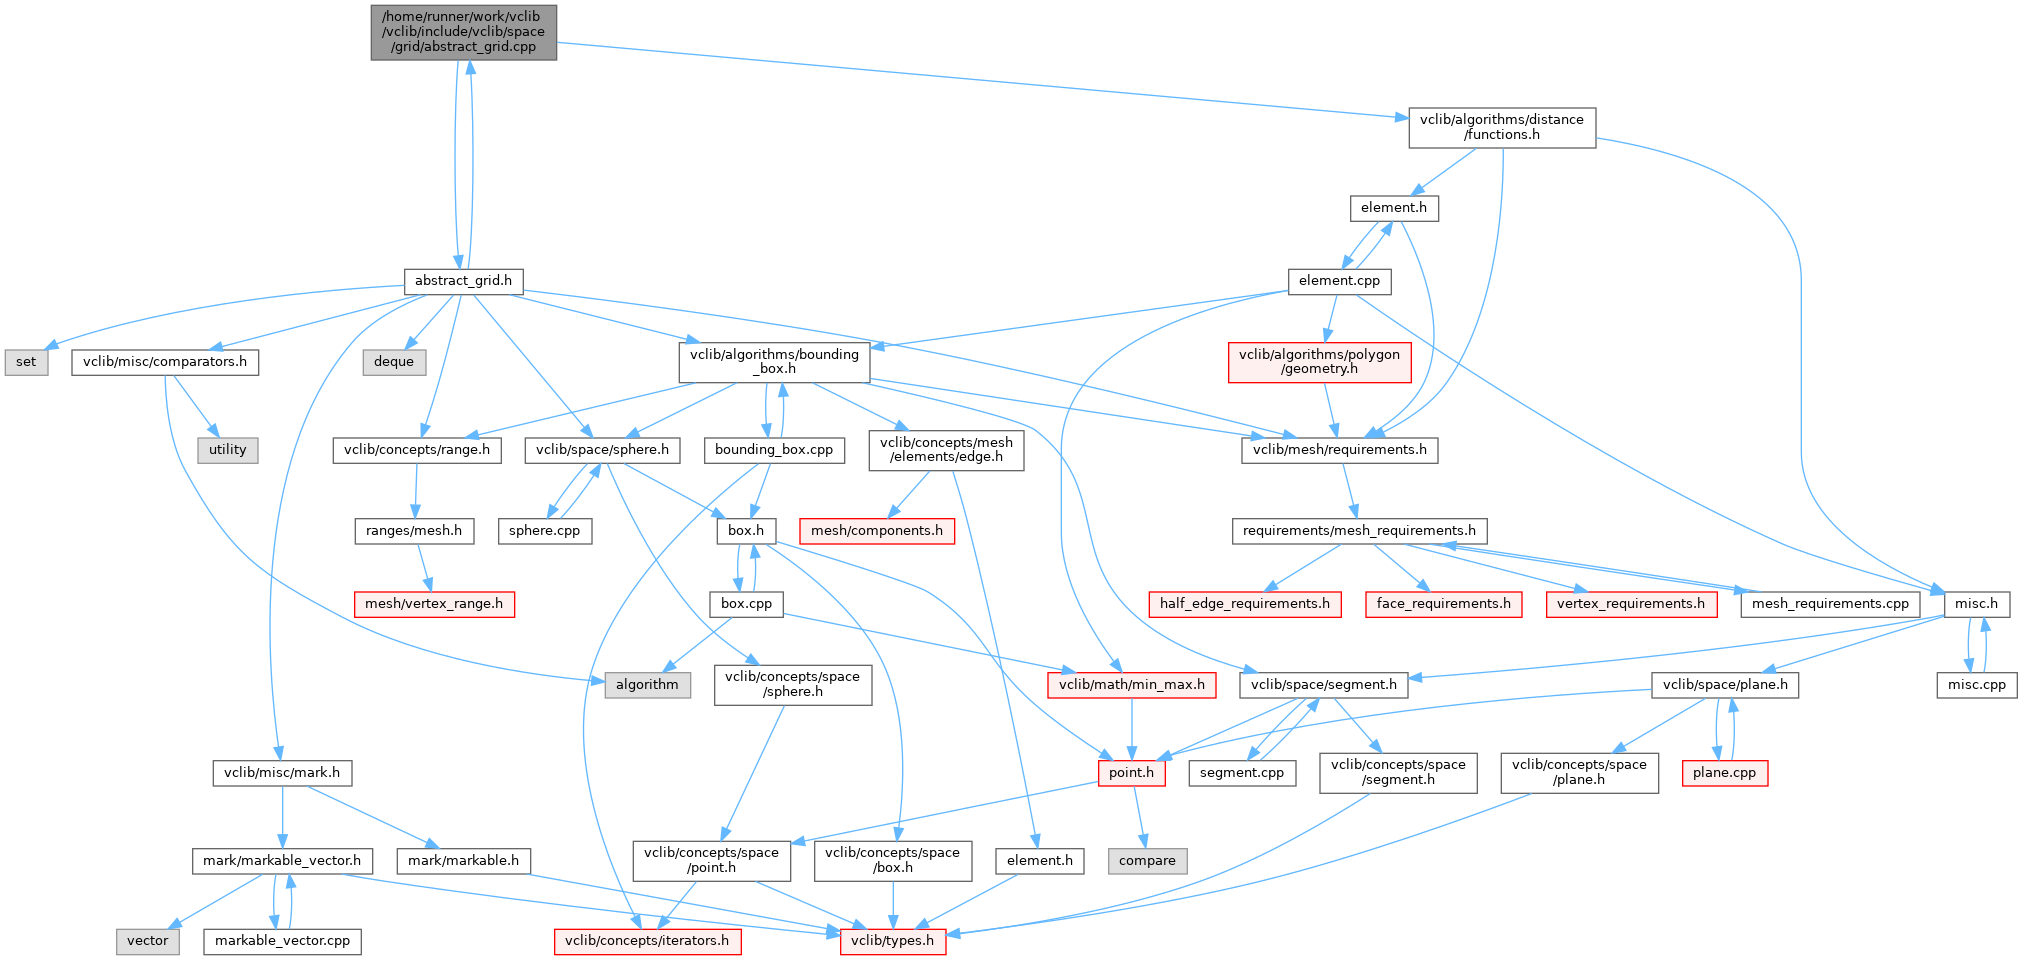 /home/runner/work/vclib
/vclib/include/vclib/space
/grid/abstract_grid.cpp
vclib/algorithms/distance
/functions.h
element.h
abstract_grid.h
element.cpp
set
vclib/misc/comparators.h
deque
vclib/algorithms/bounding
_box.h
vclib/algorithms/polygon
/geometry.h
utility
vclib/concepts/range.h
vclib/space/sphere.h
bounding_box.cpp
vclib/concepts/mesh
/elements/edge.h
vclib/mesh/requirements.h
ranges/mesh.h
sphere.cpp
box.h
mesh/components.h
requirements/mesh_requirements.h
mesh/vertex_range.h
box.cpp
half_edge_requirements.h
face_requirements.h
vertex_requirements.h
mesh_requirements.cpp
misc.h
algorithm
vclib/concepts/space
/sphere.h
vclib/math/min_max.h
vclib/space/segment.h
vclib/space/plane.h
misc.cpp
vclib/misc/mark.h
point.h
segment.cpp
vclib/concepts/space
/segment.h
vclib/concepts/space
/plane.h
plane.cpp
mark/markable_vector.h
mark/markable.h
vclib/concepts/space
/point.h
vclib/concepts/space
/box.h
element.h
compare
vector
markable_vector.cpp
vclib/concepts/iterators.h
vclib/types.h